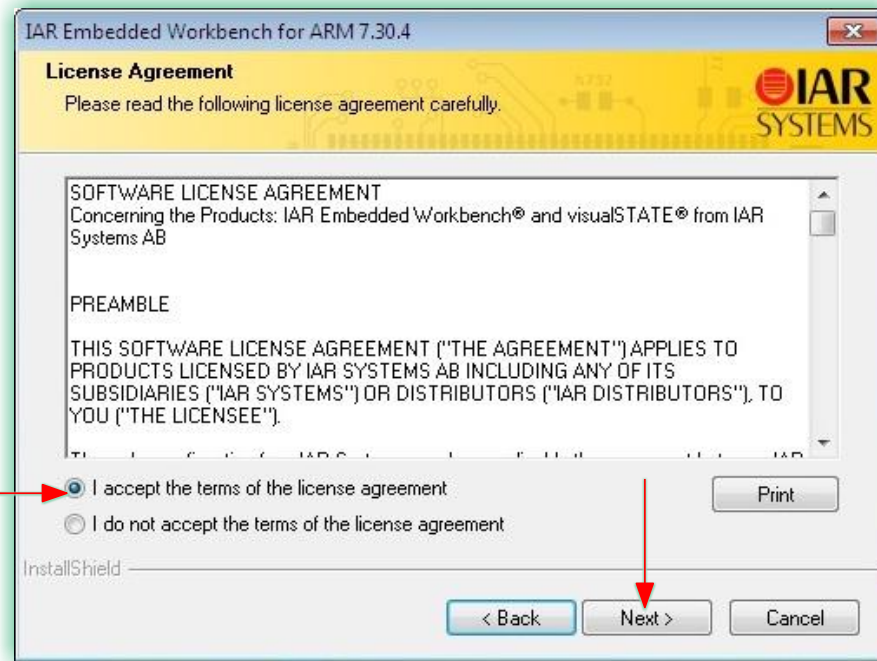 IAR Embedded Workbench for ARM 7.30.4
License Agreement
Please read the following license agreement carefully.
IAR
SYSTEMS
SOFTWARE LICENSE AGREEMENT
Concerning the Products: IAR Embedded Workbench® and visualSTATE® from IAR
Systems AB
PREAMBLE
THIS SOFTWARE LICENSE AGREEMENT ("THE AGREEMENT") APPLIES TO
PRODUCTS LICENSED BY IAR SYSTEMS AB INCLUDING ANY OF ITS
SUBSIDIARIES ("IAR SYSTEMS") OR DISTRIBUTORS ("IAR DISTRIBUTORS"), TO
YOU ("THE LICENSEE").
I accept the terms of the license agreement
Print
I do not accept the terms of the license agreement
InstallShield
< Back
Next >
Cancel